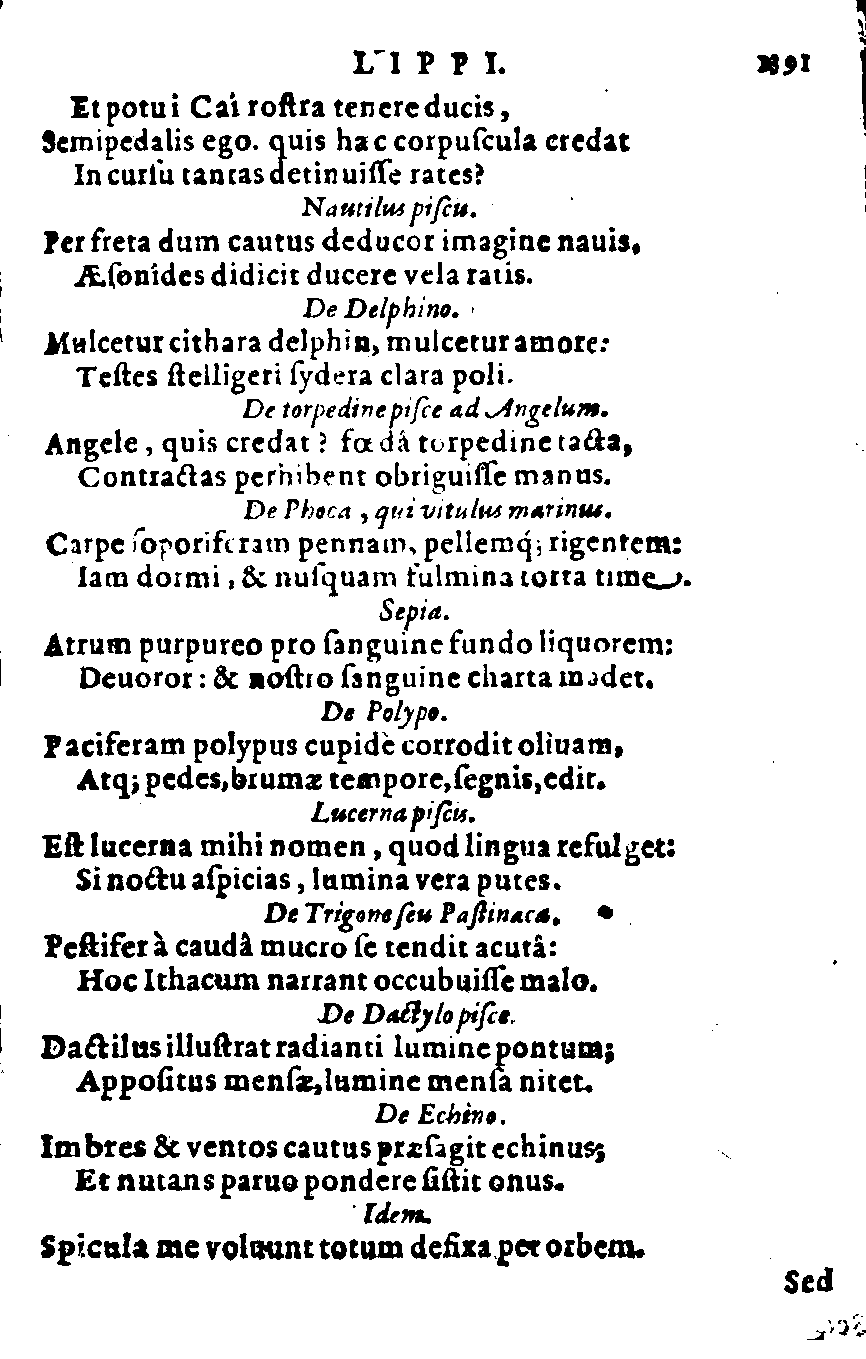 LIPPI. 1191
Et potui Caî rostra tenere ducis,
Semipedalis ego. quis hæc corpuſcula credat
In curſu tantas detinuiſſe rates?
Nautilus piſcis.
Per freta dum cautus deducor imagine nauis,
Æſonides didicit ducere vela ratis.
De Delphino.
Mulcetur cithara delphin, mulcetur amore:
Teſtes ſtelligeri ſydera clara poli.
De torpedine piſce ad Angelum.
Angele, quis credat? fœdâ torpedine tacta,
Contractas perhibent obriguiſſe manus.
De Phoca, qui vitulus marinus.
Carpe ſoporiferam pennam, pellemq́; rigentem:
Iam dormi, & nuſquam fulmina torta time.
Sepia.
Atrum purpureo pro ſanguine fundo liquorem:
Deuoror: & noſtro ſanguine charta madet.
De Polypo.
Paciferam polypus cupidè corrodit oliuam,
Atq; pedes, brumæ tempore, ſegnis, edit.
Lucerna piſcis.
Eſt lucerna mihi nomen, quod lingua refulget:
Si noctu aſpicias, lumina vera putes.
De Trigone ſeu Paſtinaca.
Peſtifer à caudâ mucro ſe tendit acutâ:
Hoc Ithacum narrant occubuiſſe malo.
De Dactylo piſce.
Dactilus illuſtrat radianti lumine pontum;
Appoſitus menſæ, lumine menſa nitet.
De Echino.
Imbres & ventos cautus præſagit echinus;
Et nutans paruo pondere ſiſtit onus.
Idem.
Spicula me voluunt totum defixa per orbem.
Sed